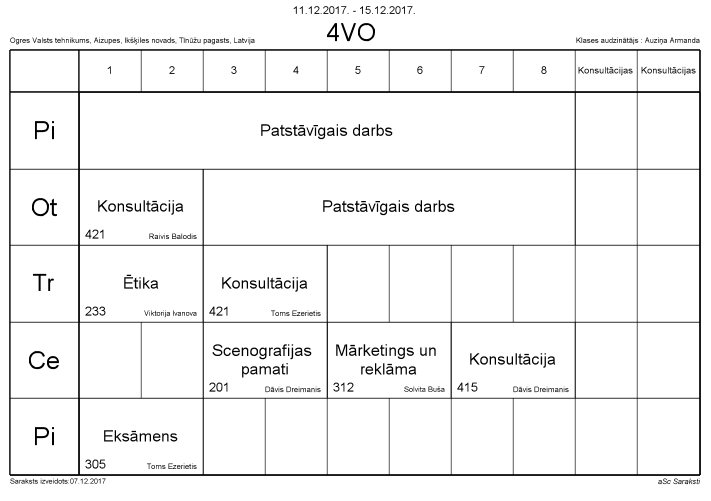 11.12.2017. - 15.12.2017.
4VO
Ogres Valsts tehnikums, Aizupes, Ikšķiles novads, Tīnūžu pagasts, Latvija
Klases audzinātājs : Auziņa Armanda
1 2 3 4 5 6 7 8 Konsultācijas Konsultācijas
Pi
Patstāvīgais darbs
Ot
Konsultācija
421 Raivis Balodis
Patstāvīgais darbs
Tr
Ētika
233 Viktorija Ivanova
Konsultācija
421 Toms Ezerietis
Ce
Scenografijas
pamati
201 Dāvis Dreimanis
Mārketings un
reklāma
312 Solvita Buša
Konsultācija
415 Dāvis Dreimanis
Pi
Eksāmens
305 Toms Ezerietis
Saraksts izveidots:07.12.2017
aSc Saraksti